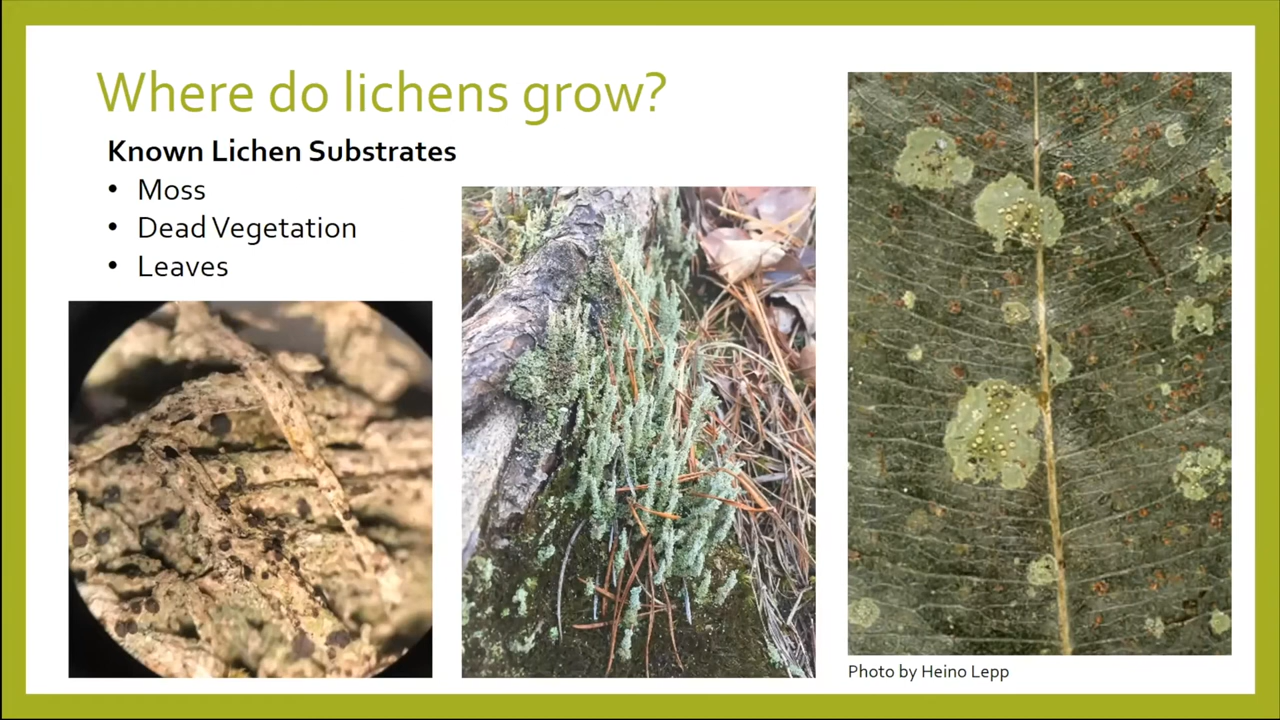 Where do lichens grow?
Known Lichen Substrates
• Moss
• Dead Vegetation
• Leaves
Photo by Heino Lepp